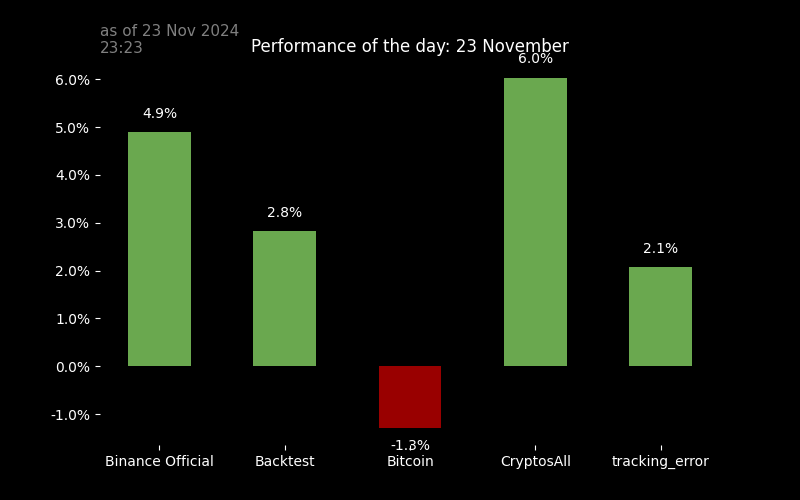 as of 23 Nov 2024
23:23
Performance of the day: 23 November
6.0%
5.0%
4.0%
3.0%
2.0%
1.0%
0.0%
-1.0%
4.9%
2.8%
-1.3%
6.0%
2.1%
Binance Official
Backtest
Bitcoin
CryptosAll
tracking_error